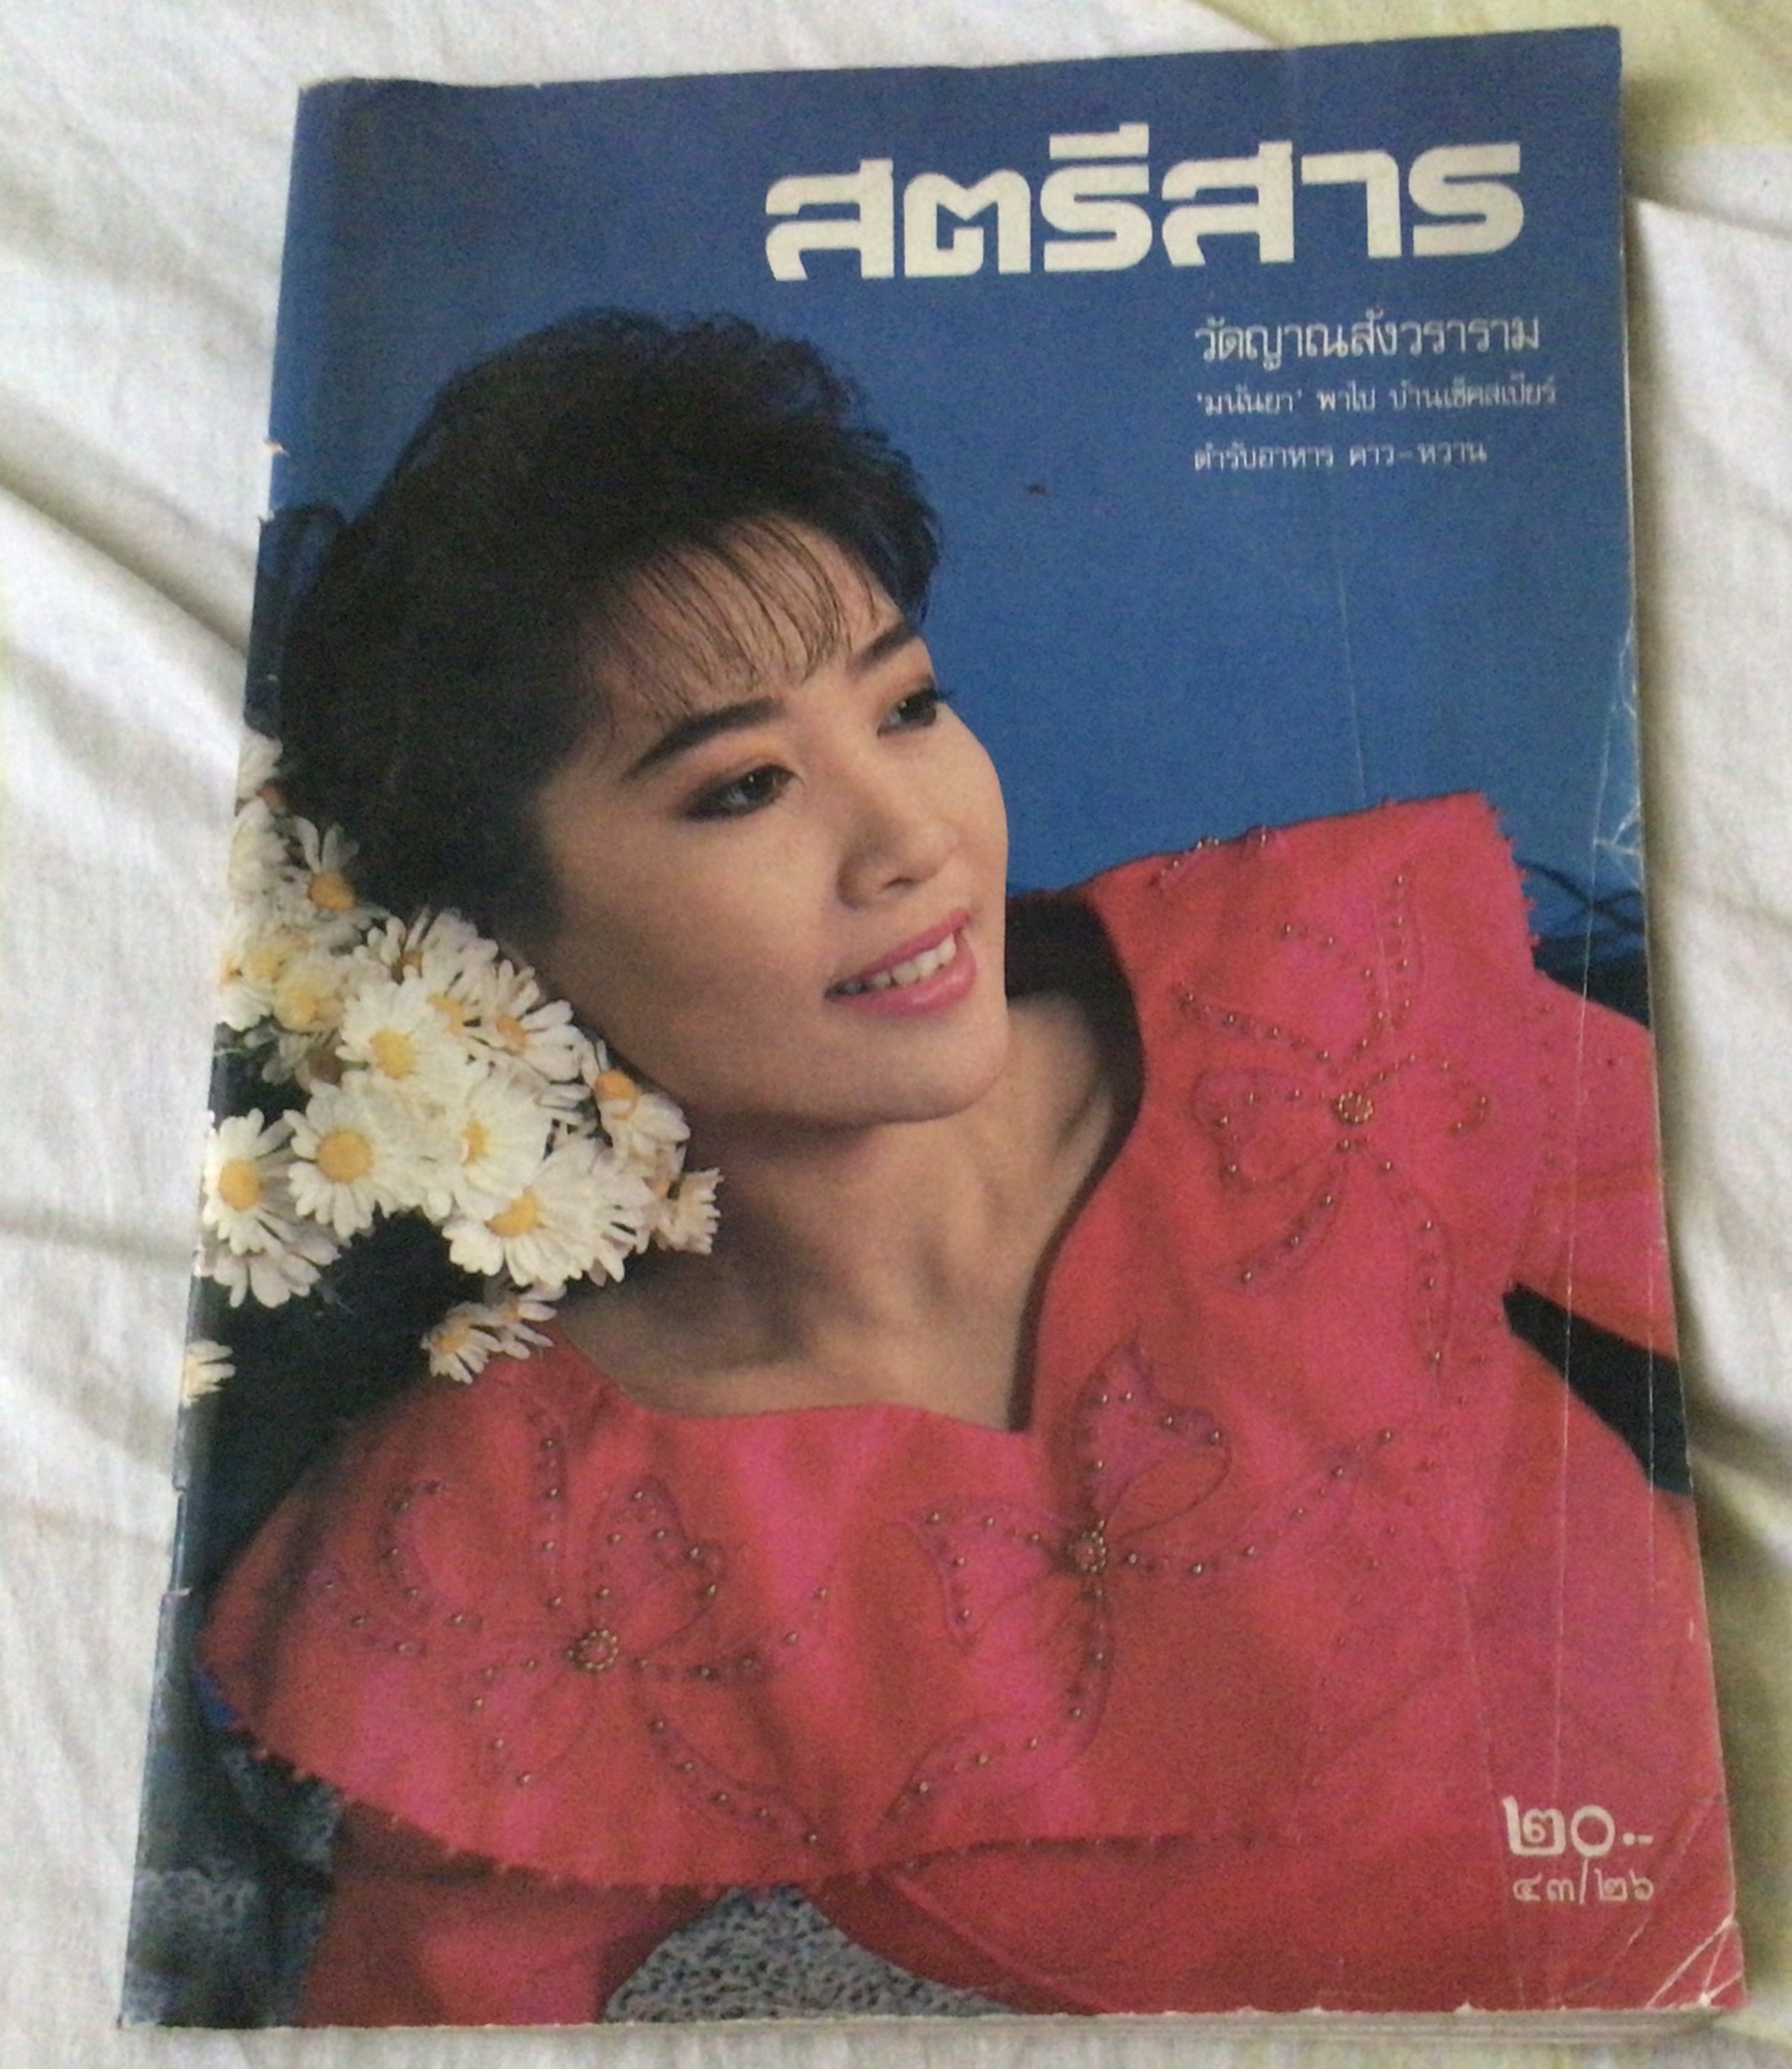 สตรีสาร
วัดญาณสังวราราม
'มนันยา' พาไป บ้านเช็คสเปียร์
ตำรับอาหาร คาว-หวาน
๒๐..
๔๓/๒๖